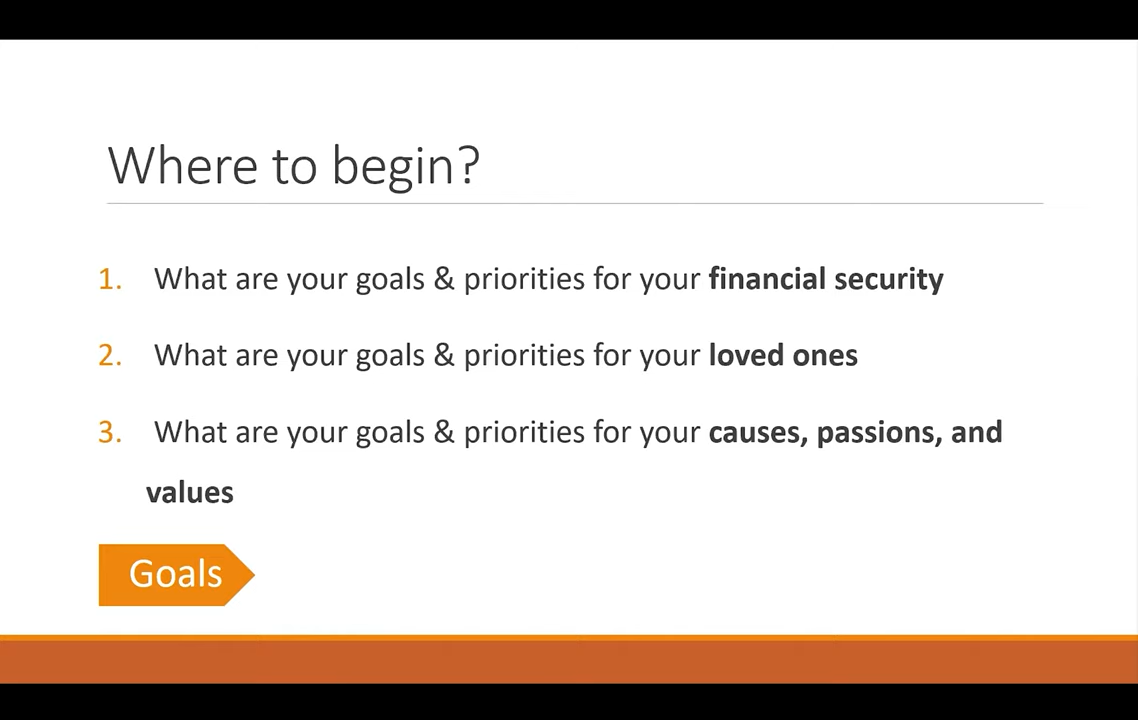 Where to begin?
1. What are your goals & priorities for your financial security
2. What are your goals & priorities for your loved ones
3. What are your goals & priorities for your causes, passions, and
values
Goals